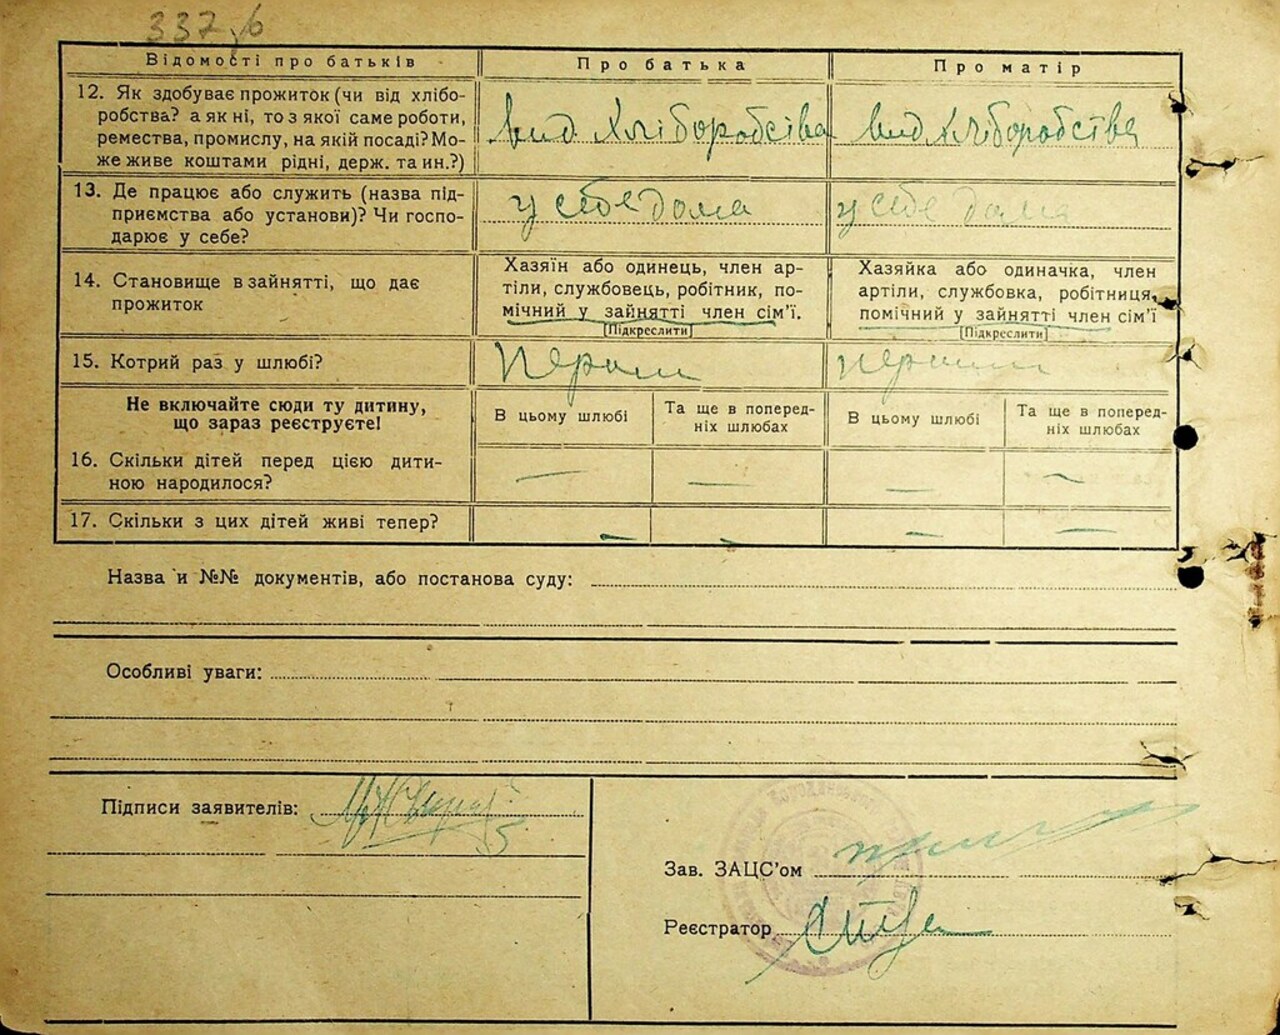 337
Відомості про батьків
Про батька
Про матір
12. Як здобуває прожиток (чи від хлібо-
робства? а як ні, то з якої саме роботи,
ремества, промислу, на якій посаді? Мо-
же живе коштами рідні, держ. та ин.?)
вид хліборобства
вид хліборобства
13. Де працює або служить (назва під-
приємства або установи)? Чи госпо-
дарює у себе?
у себе дома
у себе дома
14. Становище в зайнятті, що дає
прожиток
Хазяїн або одинець, член ар-
тіли, службовець, робітник, по-
мічний у зайнятті член сім'ї.
[Підкреслити]
Хазяйка або одиначка, член
артіли, службовка, робітниця,
помічний у зайнятті член сім'ї
[Підкреслити]
15. Котрий раз у шлюбі?
Не включайте сюди ту дитину,
що зараз реєструєте!
В цьому шлюбі
Та ще в поперед-
ніх шлюбах
В цьому шлюбі
Та ще в поперед-
ніх шлюбах
16. Скільки дітей перед цією дити-
ною народилося?
— — — —
17. Скільки з цих дітей живі тепер?
— — — —
Назва и №№ документів, або постанова суду:
Особливі уваги:
Підписи заявителів:
Зав. ЗАЦС'ом
Реєстратор